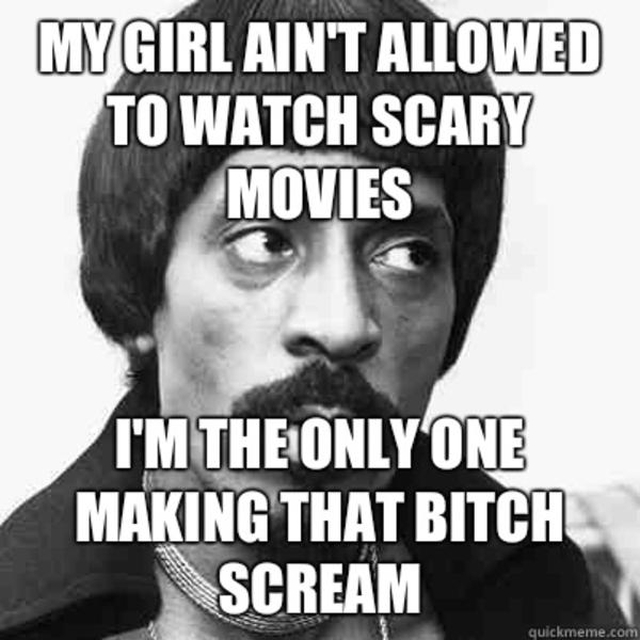 MY GIRL AIN'T ALLOWED
TO WATCH SCARY
MOVIES
I'M THE ONLY ONE
MAKING THAT BITCH
SCREAM
quickmeme.com